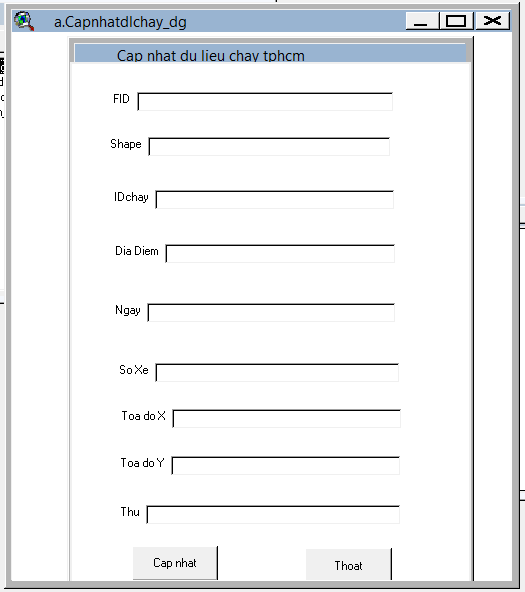 a.Capnhatdlchay_dg
Cap nhat du lieu chay tphcm
FID
Shape
IDchay
Dia Diem
Ngay
So Xe
Toa do X
Toa do Y
Thu
Cap nhat
Thoat